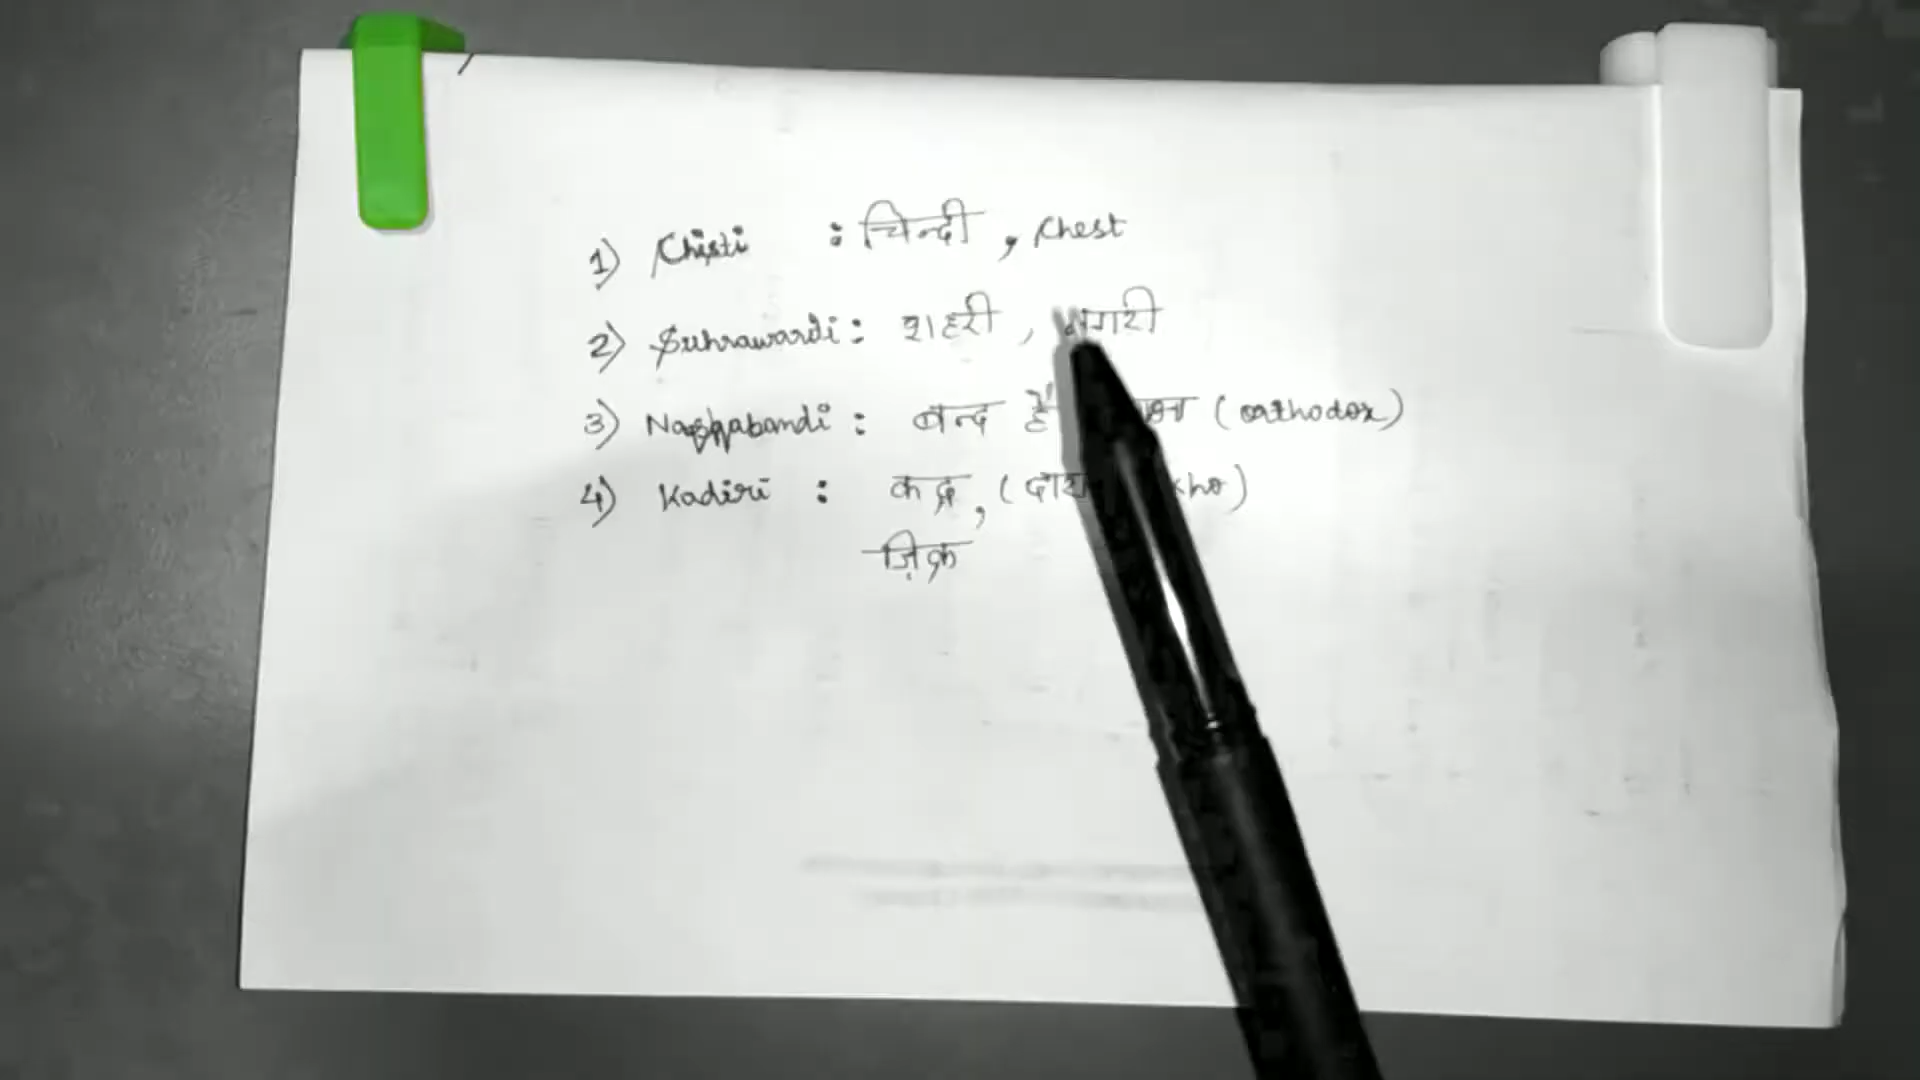 1) Chisti : चिन्दी , Chest
2) Suhrawardi : शहरी ,
3) Naqshabandi : बन्द है (orthodox)
4) Kadiri : कद्र , (
ज़िक्र